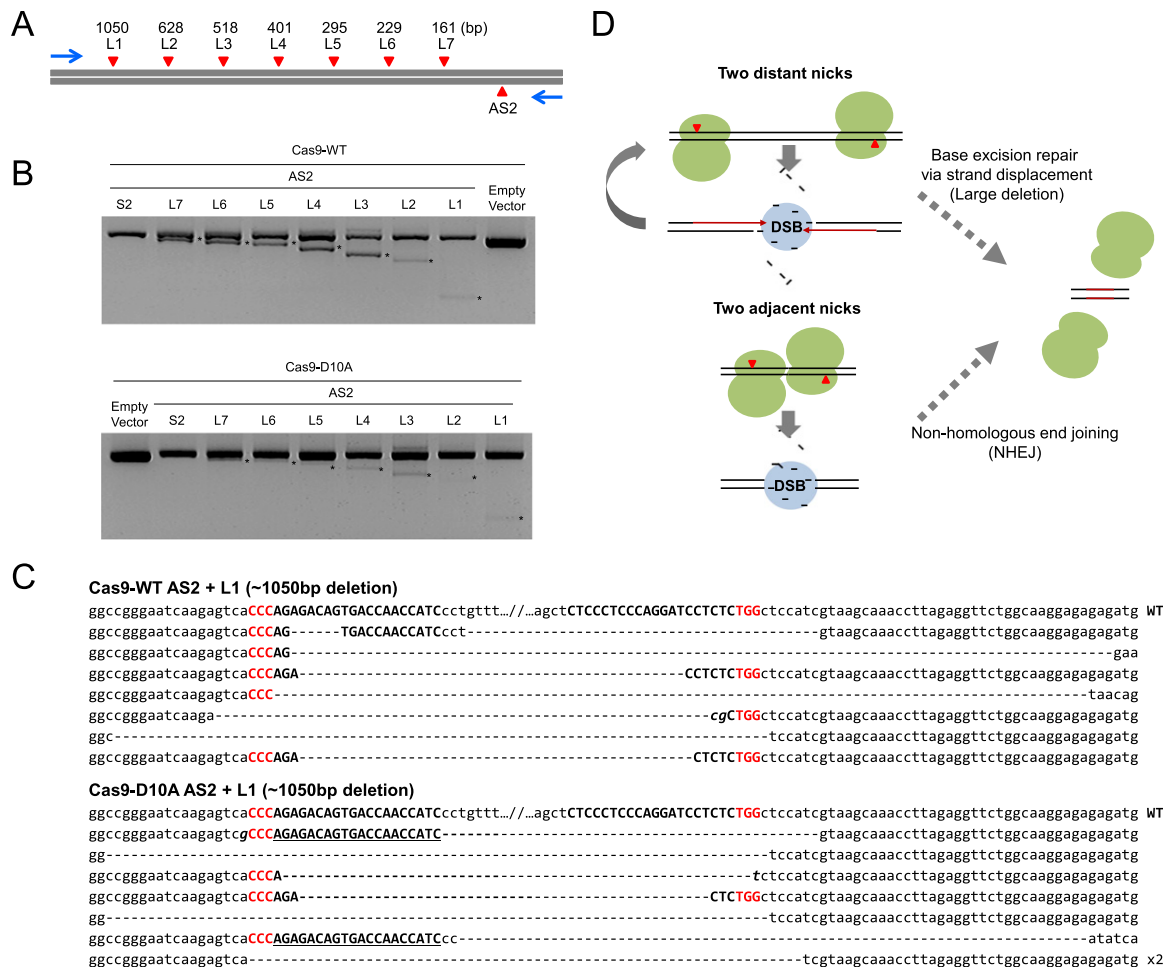 A
1050 628 518 401 295 229 161 (bp)
L1 L2 L3 L4 L5 L6 L7
AS2
B
Cas9-WT
AS2
Empty
Vector
S2 L7 L6 L5 L4 L3 L2 L1
* * * * * * *
Cas9-D10A
AS2
Empty
Vector
S2 L7 L6 L5 L4 L3 L2 L1
* * * * * * *
C
Cas9-WT AS2 + L1 (~1050bp deletion)
ggccgggaatcaagagtcaCCCAGAGACAGTGACCAACCATCccctgttt…//…agctCTCCCTCCCAGGATCCTCTCTGGctccatcgtaagcaaaccttagaggttctggcaaggagagagatg WT
ggccgggaatcaagagtcaCCCAG------TGACCAACCATCccct------------------------------------------gtaagcaaaccttagaggttctggcaaggagagagatg
ggccgggaatcaagagtcaCCCAG--------------------------------------------------------------------------------------------------gaa
ggccgggaatcaagagtcaCCCAGA----------------------------------------------CCTCTCTGGctccatcgtaagcaaaccttagaggttctggcaaggagagagatg
ggccgggaatcaagagtcaCCC-------------------------------------------------------------------------------------------------taacag
ggccgggaatcaaga-----------------------------------------------------------cgCTGGctccatcgtaagcaaaccttagaggttctggcaaggagagagatg
ggc------------------------------------------------------------------------------tccatcgtaagcaaaccttagaggttctggcaaggagagagatg
ggccgggaatcaagagtcaCCCAGA-----------------------------------------------CTCTCTGGctccatcgtaagcaaaccttagaggttctggcaaggagagagatg
Cas9-D10A AS2 + L1 (~1050bp deletion)
ggccgggaatcaagagtcaCCCAGAGACAGTGACCAACCATCccctgttt…//…agctCTCCCTCCCAGGATCCTCTCTGGctccatcgtaagcaaaccttagaggttctggcaaggagagagatg WT
ggccgggaatcaagagtcgCCCAGAGACAGTGACCAACCATC---------------------------------------------gtaagcaaaccttagaggttctggcaaggagagagatg
gg-------------------------------------------------------------------------------tccatcgtaagcaaaccttagaggttctggcaaggagagagatg
ggccgggaatcaagagtcaCCCA--------------------------------------------------------tctccatcgtaagcaaaccttagaggttctggcaaggagagagatg
ggccgggaatcaagagtcaCCCAGA-------------------------------------------------CTCTGGctccatcgtaagcaaaccttagaggttctggcaaggagagagatg
gg-------------------------------------------------------------------------------tccatcgtaagcaaaccttagaggttctggcaaggagagagatg
ggccgggaatcaagagtcaCCCAGAGACAGTGACCAACCATCcc---------------------------------------------------------------------------atatca
ggccgggaatcaagagtca------------------------------------------------------------------tcgtaagcaaaccttagaggttctggcaaggagagagatg x2
D
Two distant nicks
DSB
Base excision repair
via strand displacement
(Large deletion)
Two adjacent nicks
DSB
Non-homologous end joining
(NHEJ)